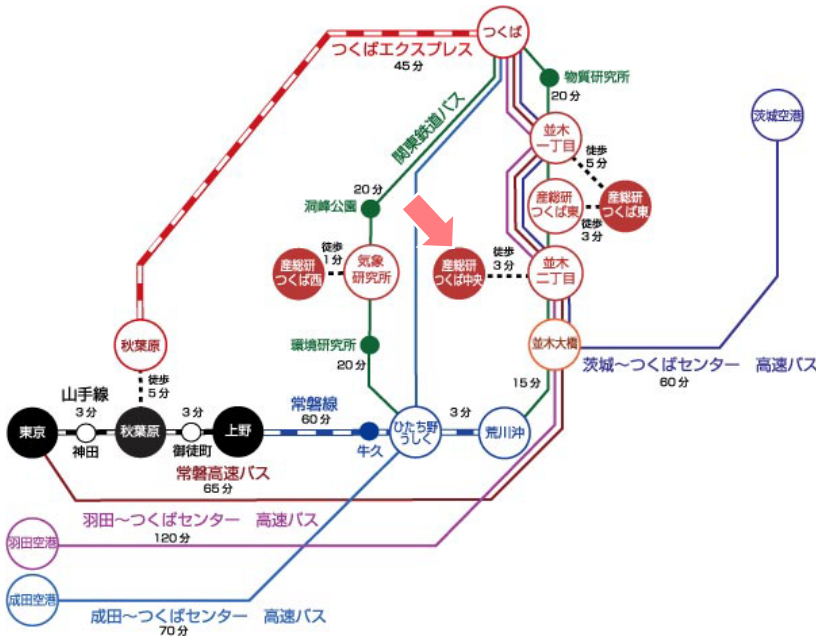 つくば
つくばエクスプレス
45分
物質研究所
20分
茨城空港
並木
一丁目
徒歩
5分
関東鉄道バス
20分
洞峰公園
産総研
つくば東
徒歩
3分
産総研
つくば東
産総研
つくば西
徒歩
1分
気象
研究所
産総研
つくば中央
徒歩
3分
並木
二丁目
秋葉原
環境研究所
20分
並木大橋
茨城～つくばセンター 高速バス
60分
徒歩
5分
15分
山手線
3分
3分
常磐線
60分
3分
東京
神田
秋葉原
御徒町
上野
牛久
ひたち野
うしく
荒川沖
常磐高速バス
65分
羽田～つくばセンター 高速バス
120分
羽田空港
成田空港
成田～つくばセンター 高速バス
70分